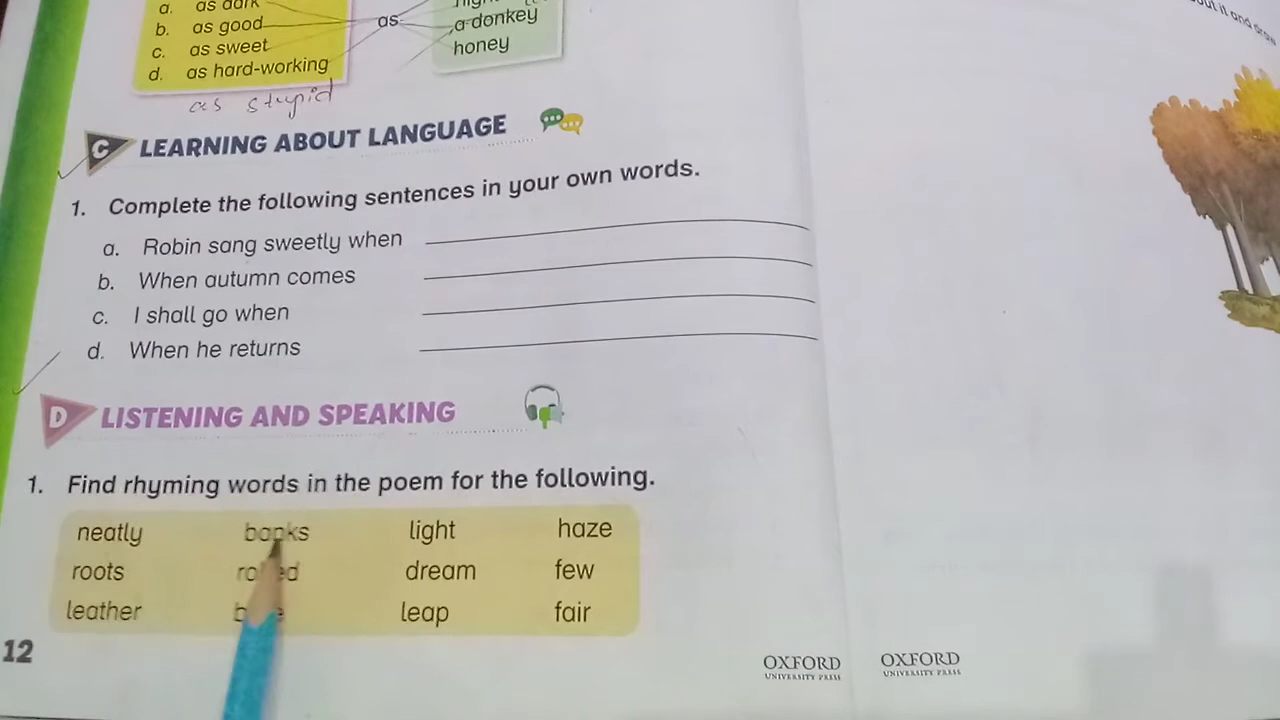 a. as dark
b. as good
c. as sweet
d. as hard-working
as
a donkey
honey
as stupid
C LEARNING ABOUT LANGUAGE
1. Complete the following sentences in your own words.
a. Robin sang sweetly when
b. When autumn comes
c. I shall go when
d. When he returns
D LISTENING AND SPEAKING
1. Find rhyming words in the poem for the following.
neatly banks light haze
roots dream few
leather leap fair
12
OXFORD
UNIVERSITY PRESS
OXFORD
UNIVERSITY PRESS